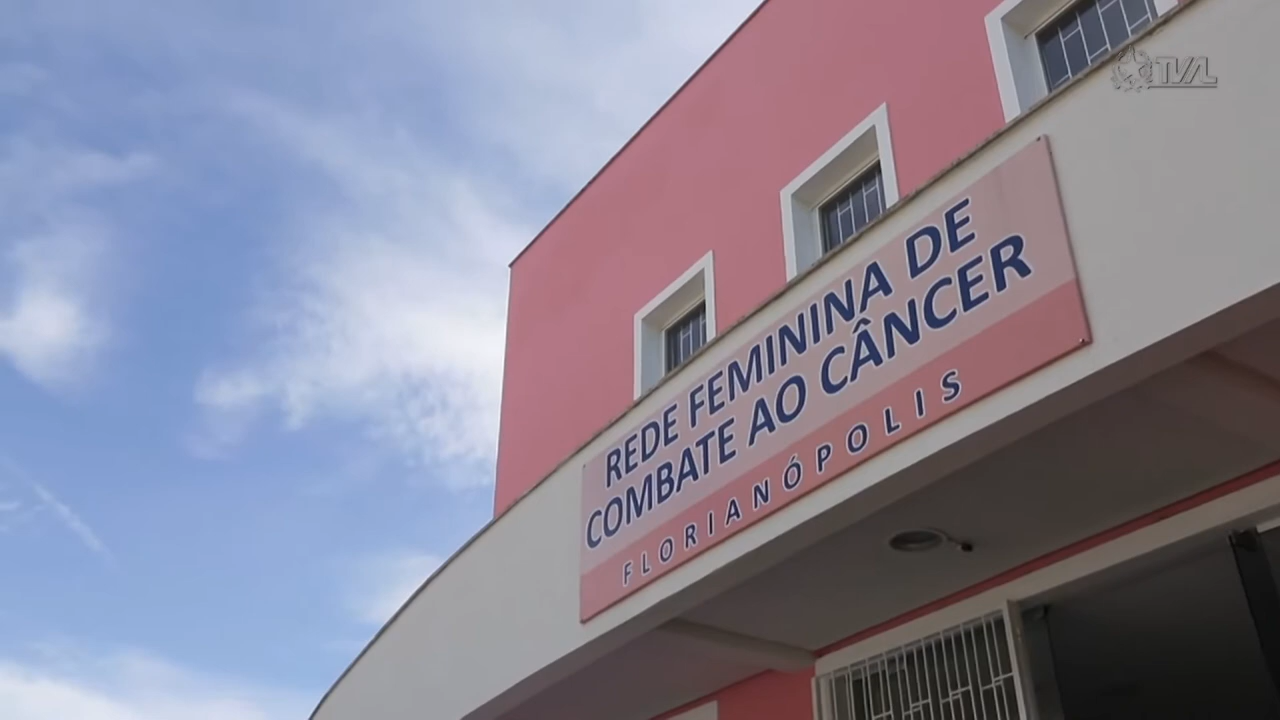 TVAL
REDE FEMININA DE
COMBATE AO CÂNCER
FLORIANÓPOLIS